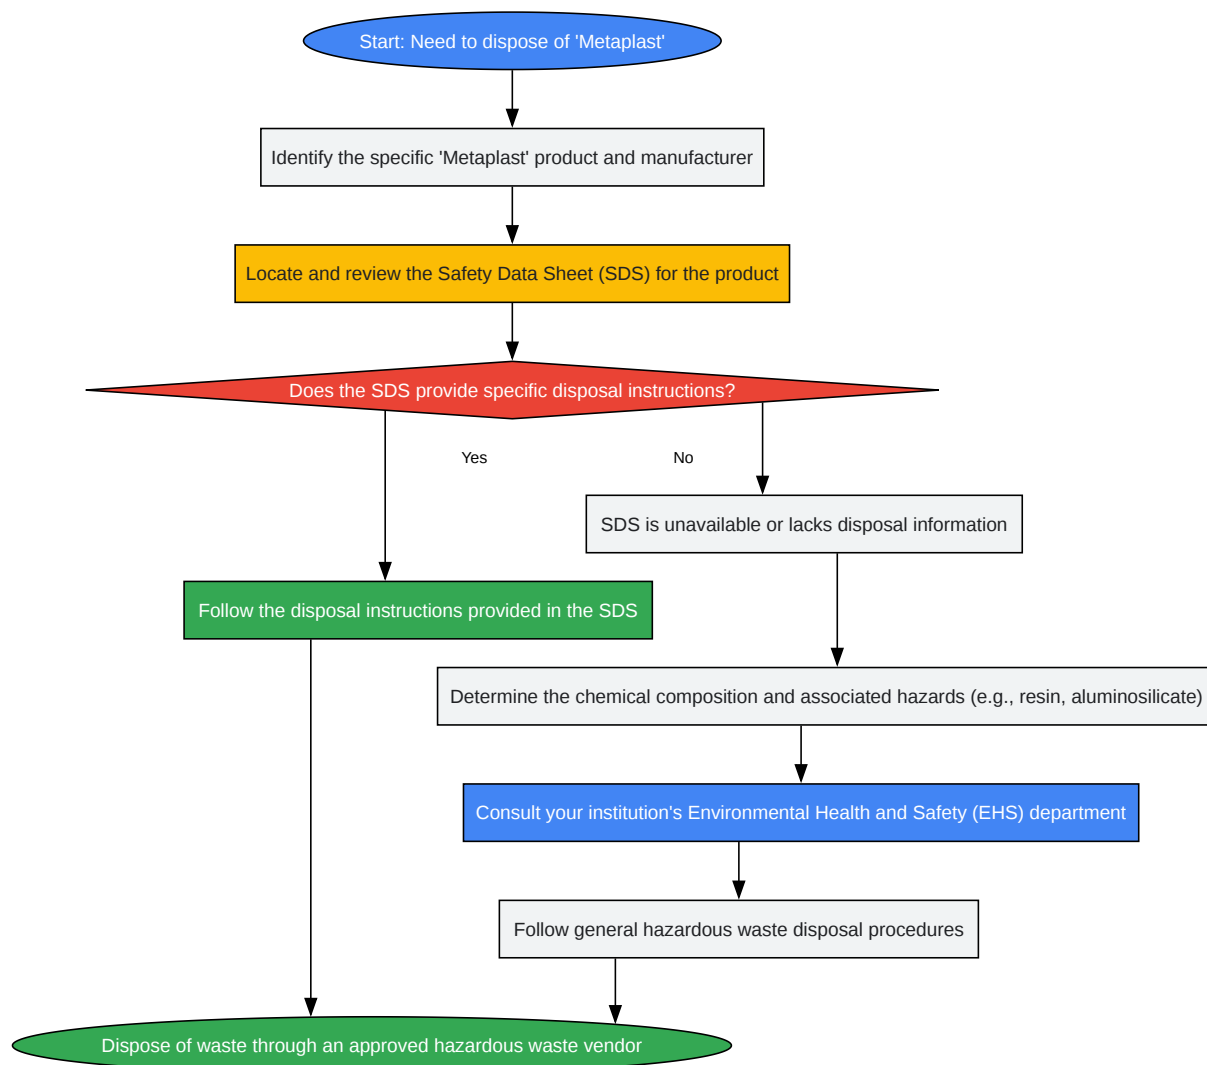 Start: Need to dispose of 'Metaplast'
Identify the specific 'Metaplast' product and manufacturer
Locate and review the Safety Data Sheet (SDS) for the product
Does the SDS provide specific disposal instructions?
Yes
No
SDS is unavailable or lacks disposal information
Follow the disposal instructions provided in the SDS
Determine the chemical composition and associated hazards (e.g., resin, aluminosilicate)
Consult your institution's Environmental Health and Safety (EHS) department
Follow general hazardous waste disposal procedures
Dispose of waste through an approved hazardous waste vendor